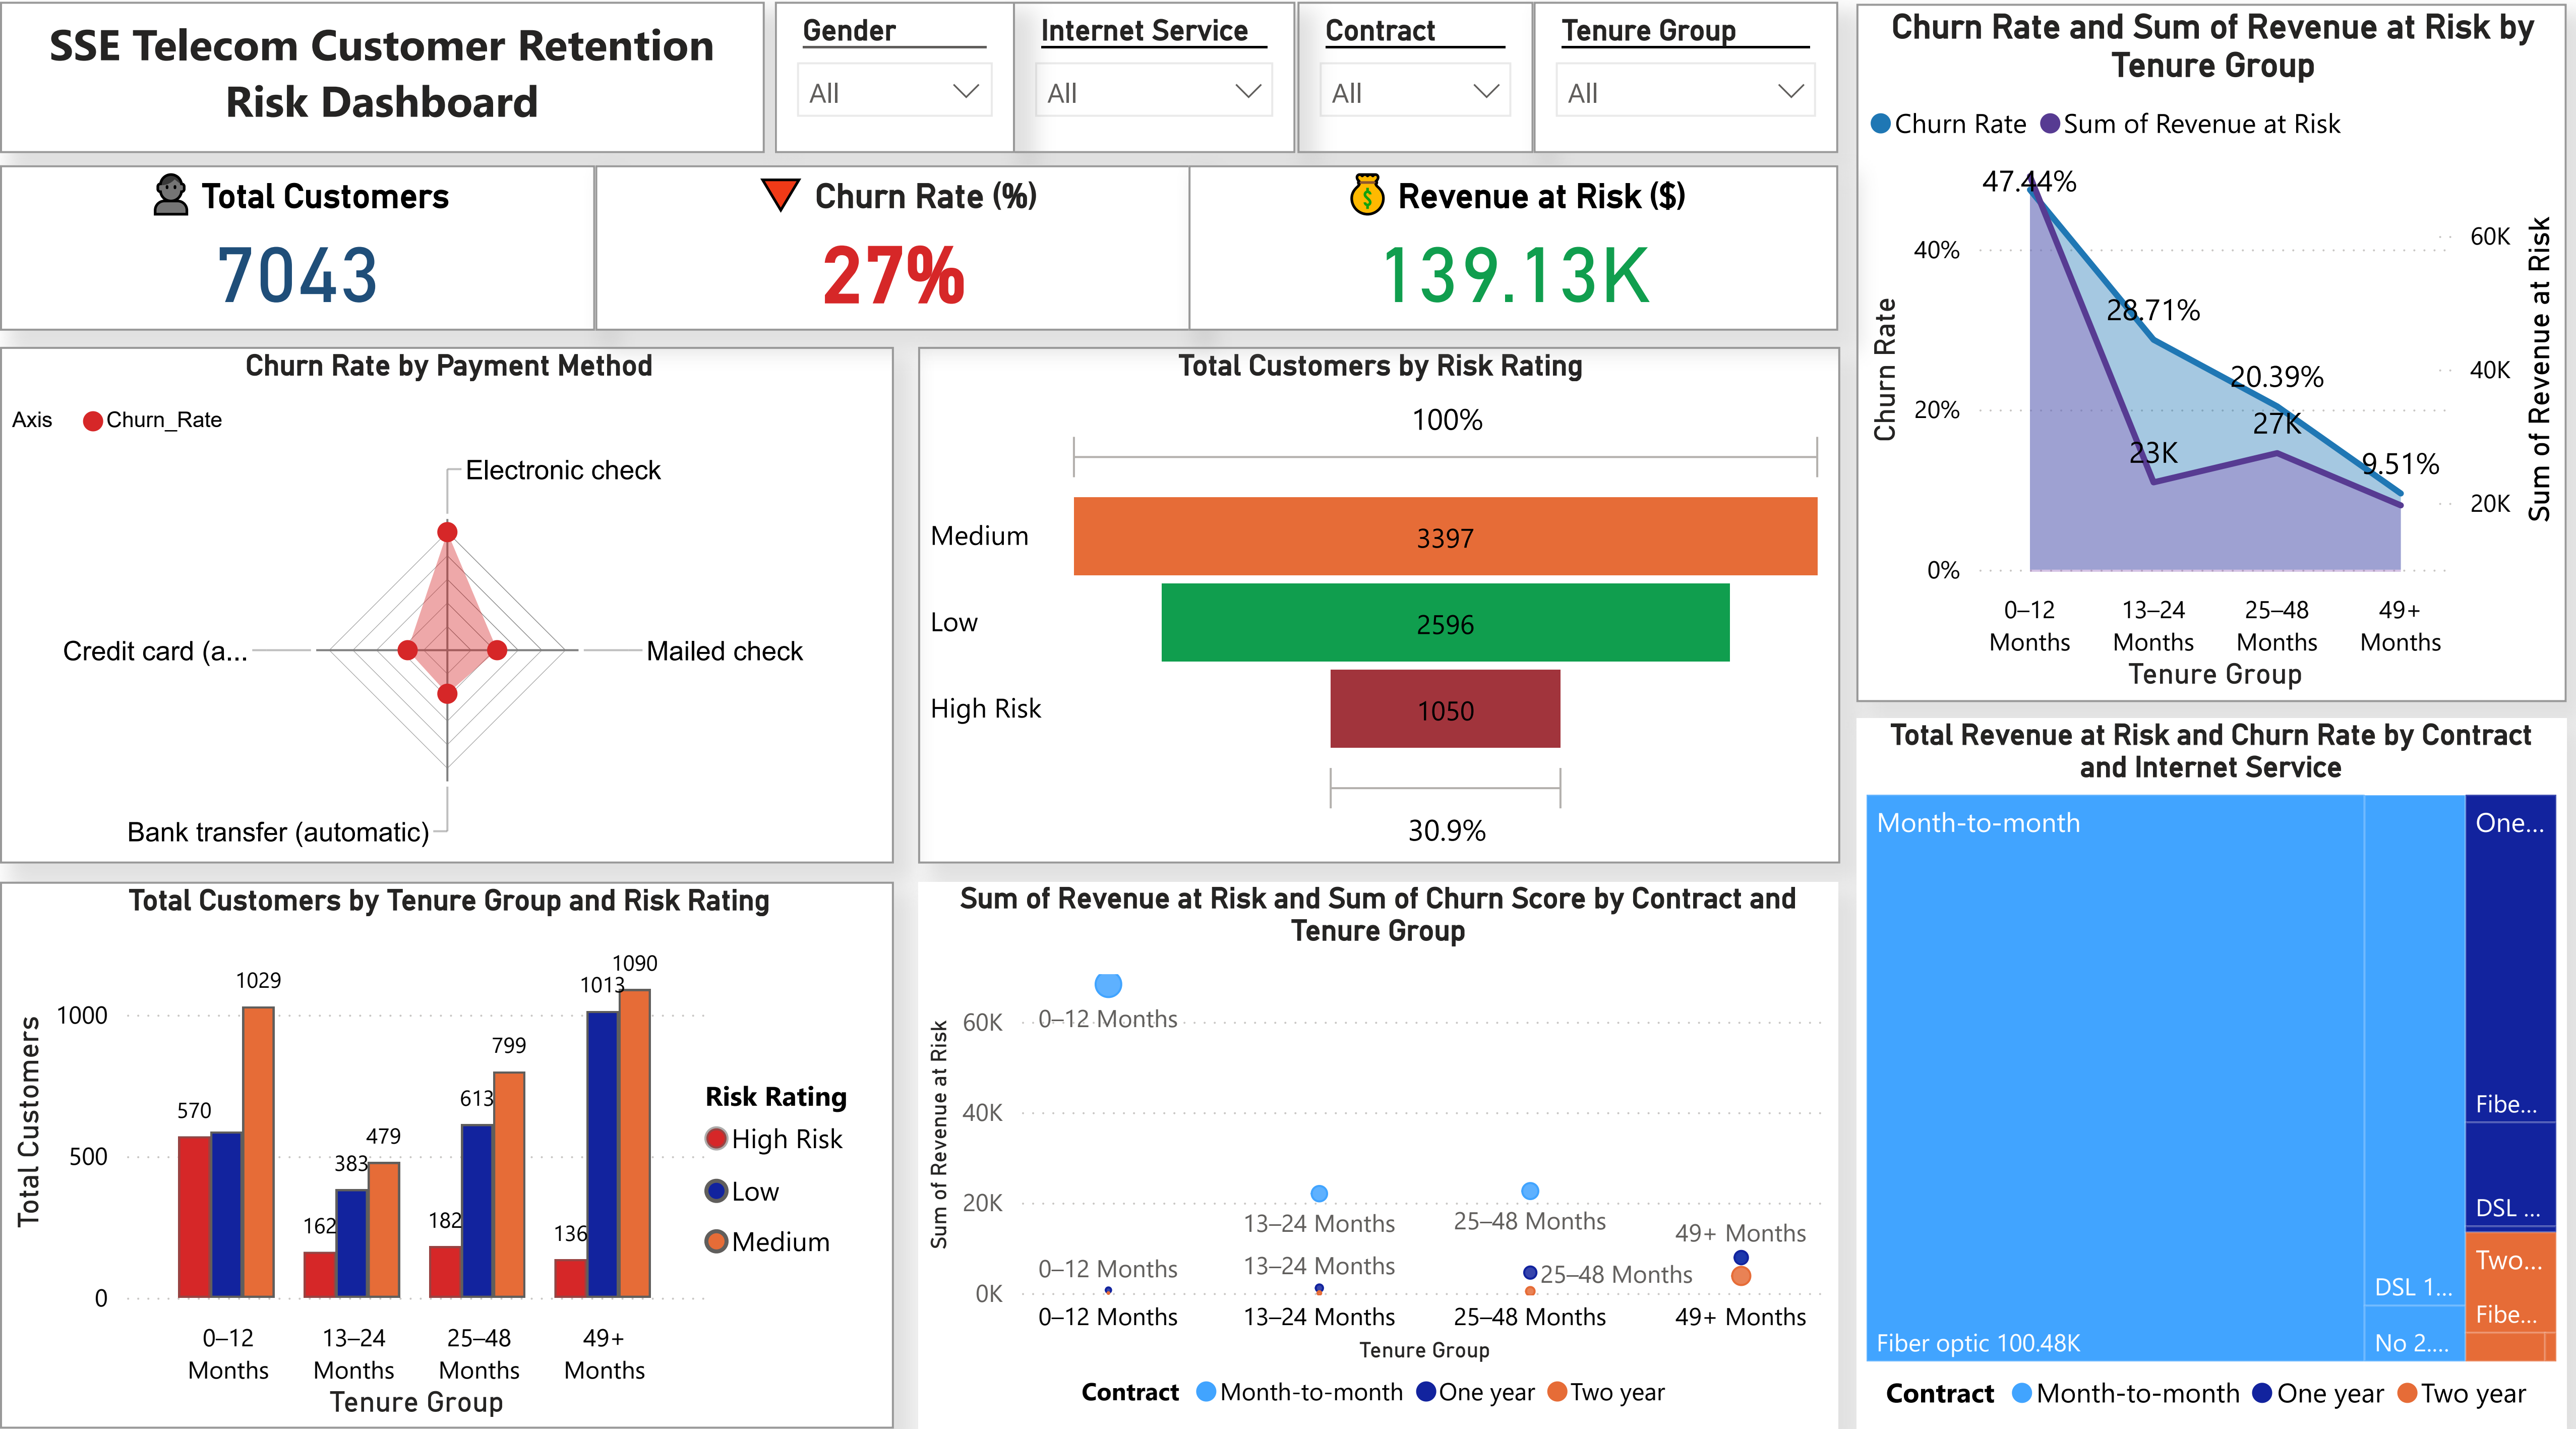 SSE Telecom Customer Retention
Risk Dashboard
Gender
All
Internet Service
All
Contract
All
Tenure Group
All
Total Customers
7043
Churn Rate (%)
27%
Revenue at Risk ($)
139.13K
Churn Rate and Sum of Revenue at Risk by
Tenure Group
Churn Rate
Sum of Revenue at Risk
47.44%
28.71%
20.39%
27K
23K
9.51%
40%
20%
0%
60K
40K
20K
Churn Rate
Sum of Revenue at Risk
0–12
Months
13–24
Months
25–48
Months
49+
Months
Tenure Group
Churn Rate by Payment Method
Axis
Churn_Rate
Electronic check
Credit card (a...
Mailed check
Bank transfer (automatic)
Total Customers by Risk Rating
100%
Medium
3397
Low
2596
High Risk
1050
30.9%
Total Revenue at Risk and Churn Rate by Contract
and Internet Service
Month-to-month
Fiber optic 100.48K
DSL 1...
No 2....
One...
Fibe...
DSL ...
Two...
Fibe...
Contract
Month-to-month
One year
Two year
Total Customers by Tenure Group and Risk Rating
Total Customers
1000
500
0
570
1029
162
383
479
182
613
799
136
1013
1090
0–12
Months
13–24
Months
25–48
Months
49+
Months
Tenure Group
Risk Rating
High Risk
Low
Medium
Sum of Revenue at Risk and Sum of Churn Score by Contract and
Tenure Group
Sum of Revenue at Risk
60K
40K
20K
0K
0–12 Months
13–24 Months
25–48 Months
49+ Months
0–12 Months
13–24 Months
25–48 Months
0–12 Months
13–24 Months
25–48 Months
49+ Months
Tenure Group
Contract
Month-to-month
One year
Two year